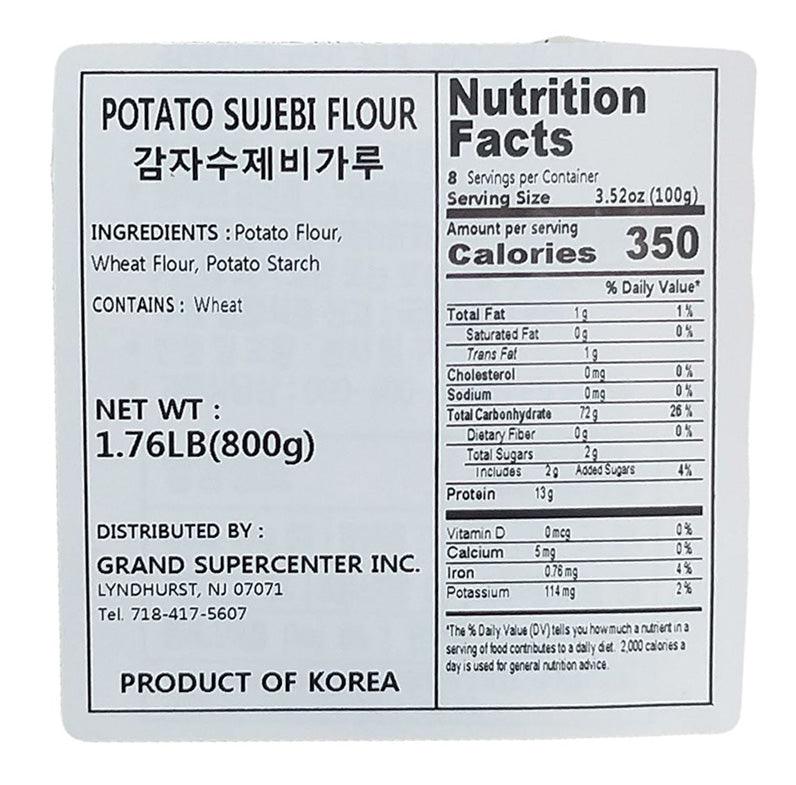 POTATO SUJEBI FLOUR
감자수제비가루
INGREDIENTS : Potato Flour,
Wheat Flour, Potato Starch
CONTAINS : Wheat
NET WT :
1.76LB(800g)
DISTRIBUTED BY :
GRAND SUPERCENTER INC.
LYNDHURST, NJ 07071
Tel. 718-417-5607
PRODUCT OF KOREA
Nutrition
Facts
8 Servings per Container
Serving Size 3.52oz (100g)
Amount per serving
Calories 350
% Daily Value*
Total Fat 1g 1%
Saturated Fat 0g 0%
Trans Fat 1g
Cholesterol 0mg 0%
Sodium 0mg 0%
Total Carbonhydrate 72g 26%
Dietary Fiber 0g 0%
Total Sugars 2g
Includes 2g Added Sugars 4%
Protein 13g
Vitamin D 0mcg 0%
Calcium 5mg 0%
Iron 0.76mg 4%
Potassium 114mg 2%
*The % Daily Value (DV) tells you how much a nutrient in a
serving of food contributes to a daily diet. 2,000 calories a
day is used for general nutrition advice.